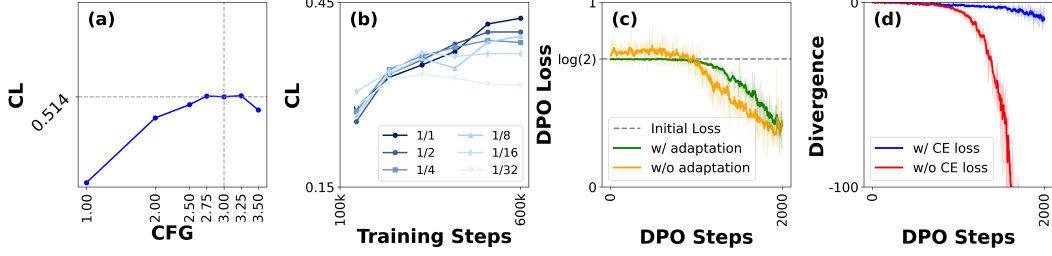 (a)
CL
0.514
1.00
2.00
2.50
2.75
3.00
3.25
3.50
CFG
(b)
CL
0.45
0.15
100k
600k
Training Steps
1/1
1/2
1/4
1/8
1/16
1/32
(c)
DPO Loss
1
log(2)
0
0
2000
DPO Steps
Initial Loss
w/ adaptation
w/o adaptation
(d)
Divergence
0
-100
0
2000
DPO Steps
w/ CE loss
w/o CE loss